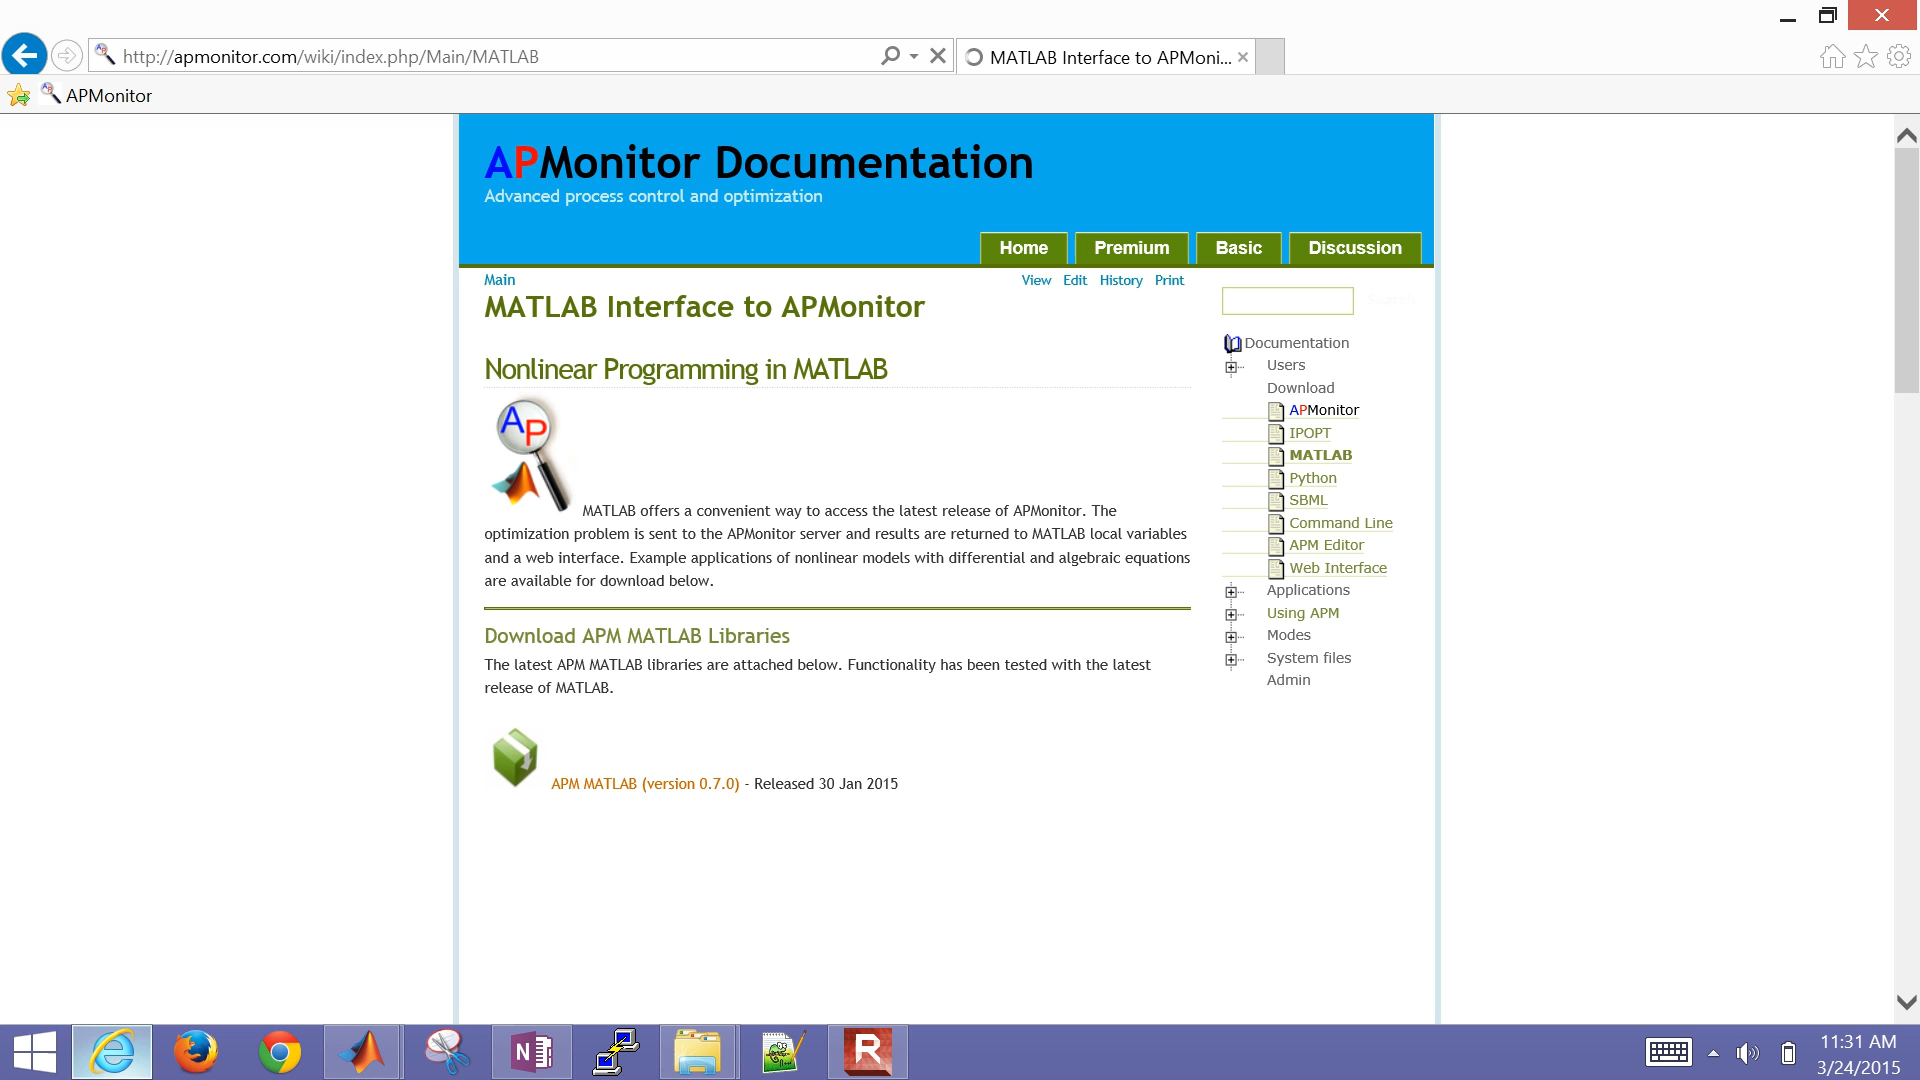 http://apmonitor.com/wiki/index.php/Main/MATLAB
MATLAB Interface to APMoni...
APMonitor
APMonitor Documentation
Advanced process control and optimization
Home Premium Basic Discussion
Main
View Edit History Print
MATLAB Interface to APMonitor
Nonlinear Programming in MATLAB
AP
MATLAB offers a convenient way to access the latest release of APMonitor. The
optimization problem is sent to the APMonitor server and results are returned to MATLAB local variables
and a web interface. Example applications of nonlinear models with differential and algebraic equations
are available for download below.
Download APM MATLAB Libraries
The latest APM MATLAB libraries are attached below. Functionality has been tested with the latest
release of MATLAB.
APM MATLAB (version 0.7.0) - Released 30 Jan 2015
Documentation
Users
Download
APMonitor
IPOPT
MATLAB
Python
SBML
Command Line
APM Editor
Web Interface
Applications
Using APM
Modes
System files
Admin
N
R
11:31 AM
3/24/2015